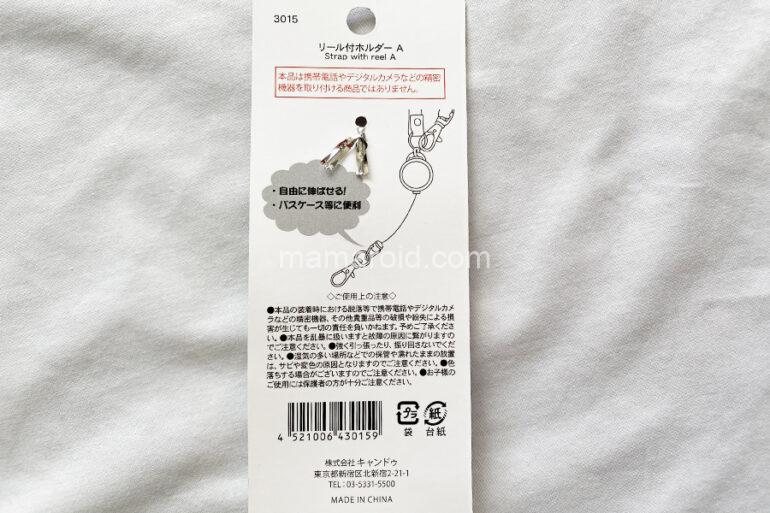 3015
リール付ホルダー A
Strap with reel A
本品は携帯電話やデジタルカメラなどの精密
機器を取り付ける商品ではありません。
・自由に伸ばせる!
・パスケース等に便利
mamadroid.com
◇ご使用上の注意◇
●本品の装着時における脱落等で携帯電話やデジタルカメ
ラなどの精密機器、その他貴重品等の破損や紛失による損
害が生じても一切の責任を負いかねます。予めご了承くださ
い。●本品を乱暴に扱いますと故障の原因に繋がりますの
でご注意ください。●強く引っ張ったり、振り回さないでくだ
さい。●湿気の多い場所などでの保管や濡れたままの放置
は、サビや変色の原因となりますのでご注意ください。●色
落ちする場合がございますのでご注意ください。●お子様の
ご使用には保護者の方が十分ご注意ください。
4 521006 430159
プラ 紙
袋 台紙
株式会社 キャンドゥ
東京都新宿区北新宿2-21-1
TEL: 03-5331-5500
MADE IN CHINA